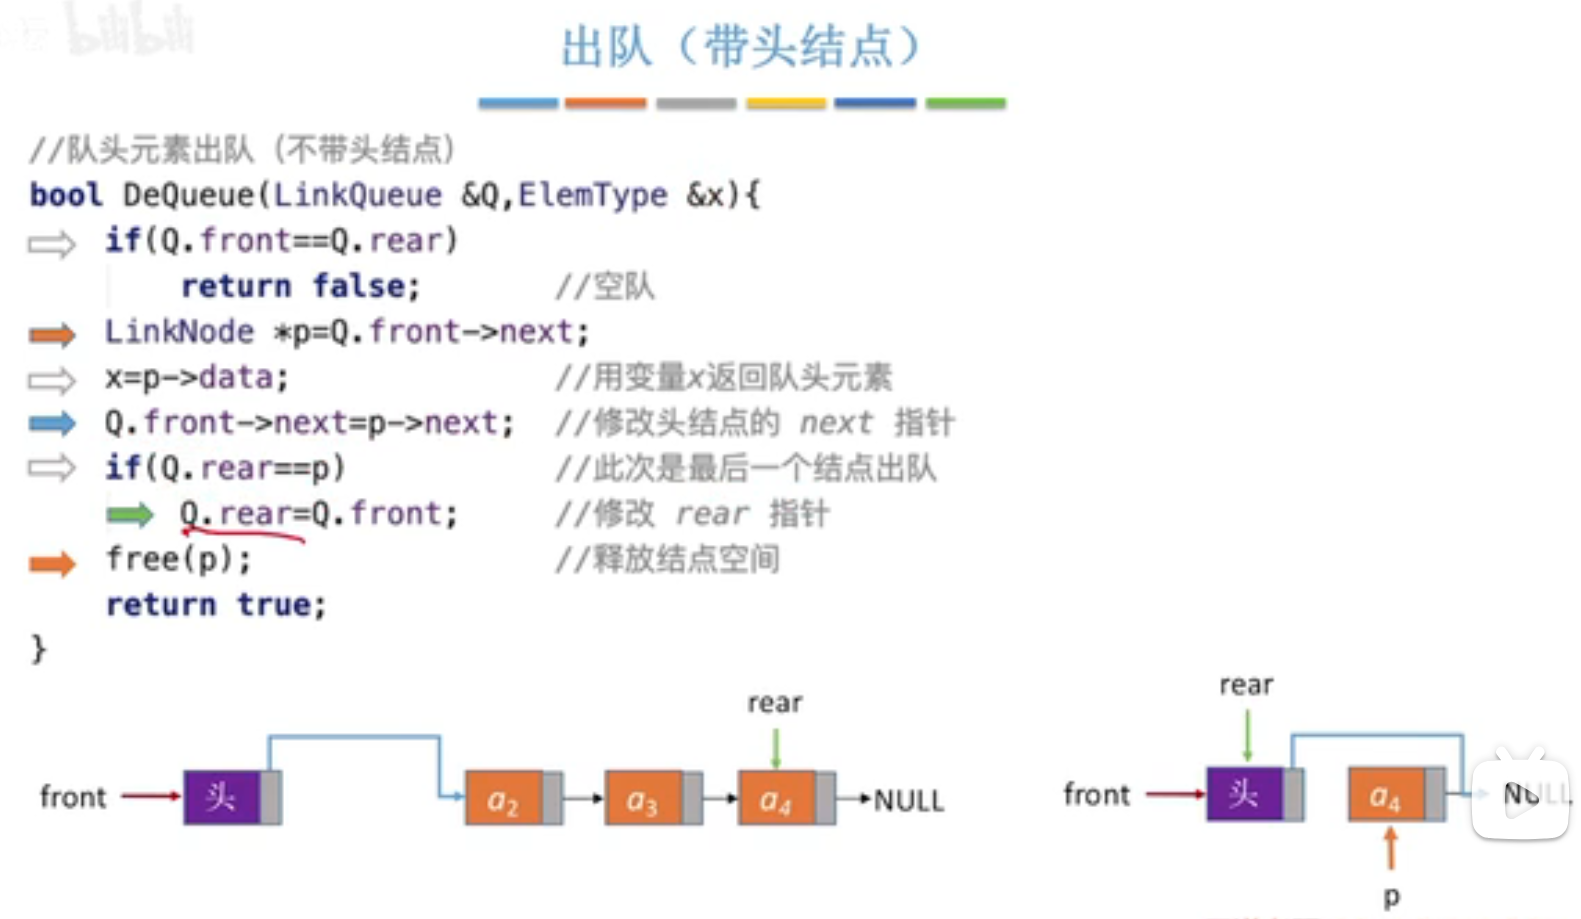 bilibili
出队（带头结点）
//队头元素出队（不带头结点）
bool DeQueue(LinkQueue &Q,ElemType &x){
if(Q.front==Q.rear)
return false; //空队
LinkNode *p=Q.front->next;
x=p->data; //用变量x返回队头元素
Q.front->next=p->next; //修改头结点的 next 指针
if(Q.rear==p) //此次是最后一个结点出队
Q.rear=Q.front; //修改 rear 指针
free(p); //释放结点空间
return true;
}
rear
front 头 a2 a3 a4 NULL
rear
front 头 a4 NULL
p